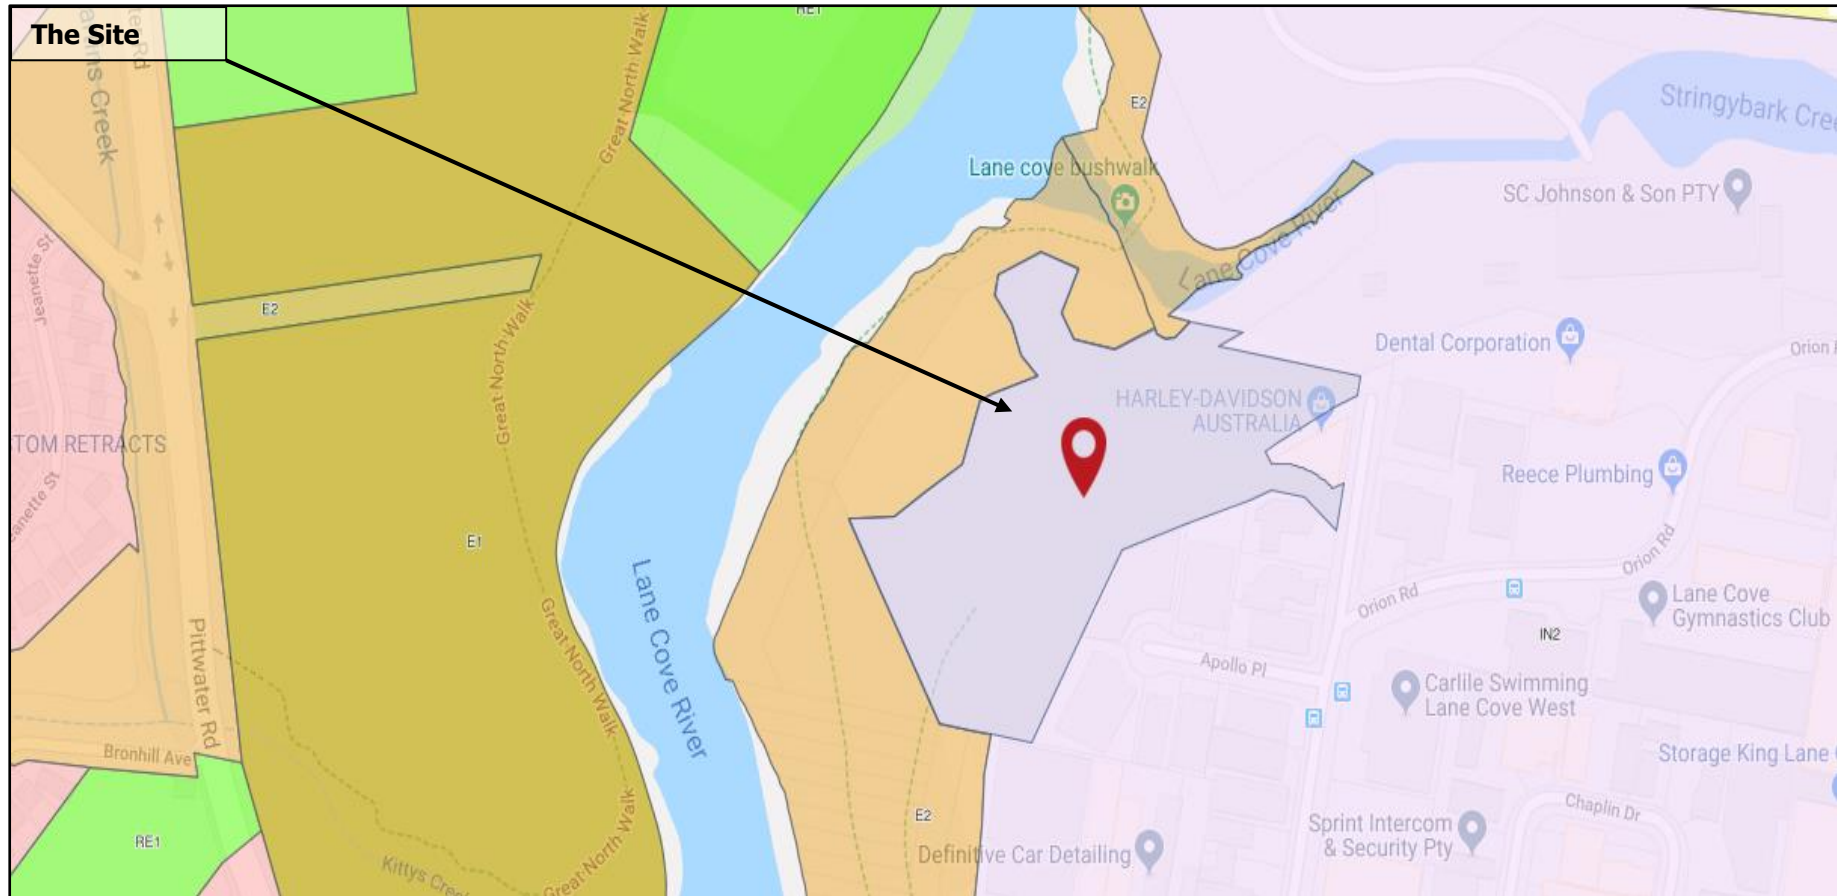 The Site
RE1
Great North Walk
E2
Stringybark Cree
Lane cove bushwalk
SC Johnson & Son PTY
Jeanette St
Lane Cove River
E2
Dental Corporation
Orion R
Great North Walk
HARLEY-DAVIDSON
AUSTRALIA
TOM RETRACTS
Reece Plumbing
eanette St
E1
Orion Rd
Lane Cove River
Orion Rd
Lane Cove
Gymnastics Club
Great North Walk
IN2
Pittwater Rd
Apollo Pl
Carlile Swimming
Lane Cove West
Bronhill Ave
Storage King Lane
Chaplin Dr
E2
Sprint Intercom
& Security Pty
RE1
Definitive Car Detailing
Kittys Cree
Great North Walk